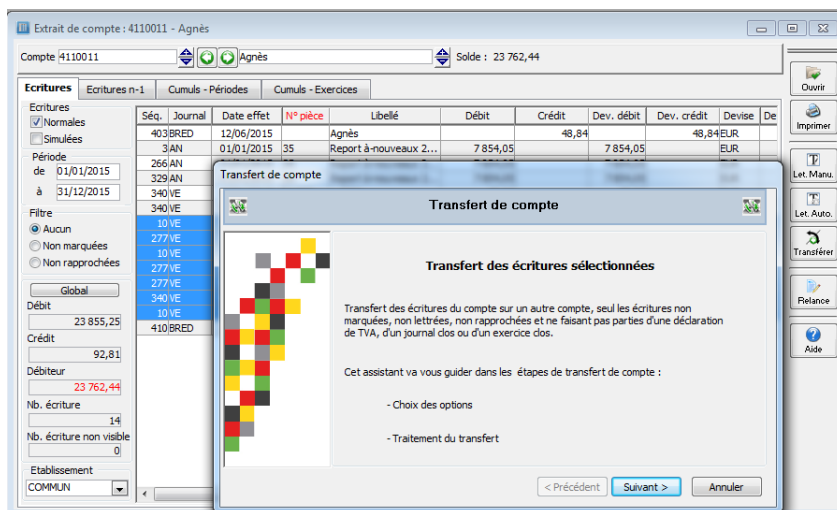 Extrait de compte : 4110011 - Agnès
Compte 4110011 Agnès Solde : 23 762,44
Ecritures Ecritures n-1 Cumuls - Périodes Cumuls - Exercices
Ecritures
Normales
Simulées
Période
de 01/01/2015
à 31/12/2015
Filtre
Aucun
Non marquées
Non rapprochées
Global
Débit
23 855,25
Crédit
92,81
Débiteur
23 762,44
Nb. écriture
14
Nb. écriture non visible
0
Etablissement
COMMUN
Séq. Journal Date effet N° pièce Libellé Débit Crédit Dev. débit Dev. crédit Devise De
403 BRED 12/06/2015 Agnès 48,84 48,84 EUR
3 AN 01/01/2015 35 Report à-nouveaux 2... 7 854,05 7 854,05 EUR
266 AN
329 AN
340 VE
340 VE
10 VE
277 VE
10 VE
277 VE
277 VE
340 VE
10 VE
410 BRED
Transfert de compte
Transfert de compte
Transfert des écritures sélectionnées
Transfert des écritures du compte sur un autre compte, seul les écritures non
marquées, non lettrées, non rapprochées et ne faisant pas parties d'une déclaration
de TVA, d'un journal clos ou d'un exercice clos.
Cet assistant va vous guider dans les étapes de transfert de compte :
- Choix des options
- Traitement du transfert
< Précédent Suivant > Annuler
Ouvrir
Imprimer
Let. Manu.
Let. Auto.
Transférer
Relance
Aide